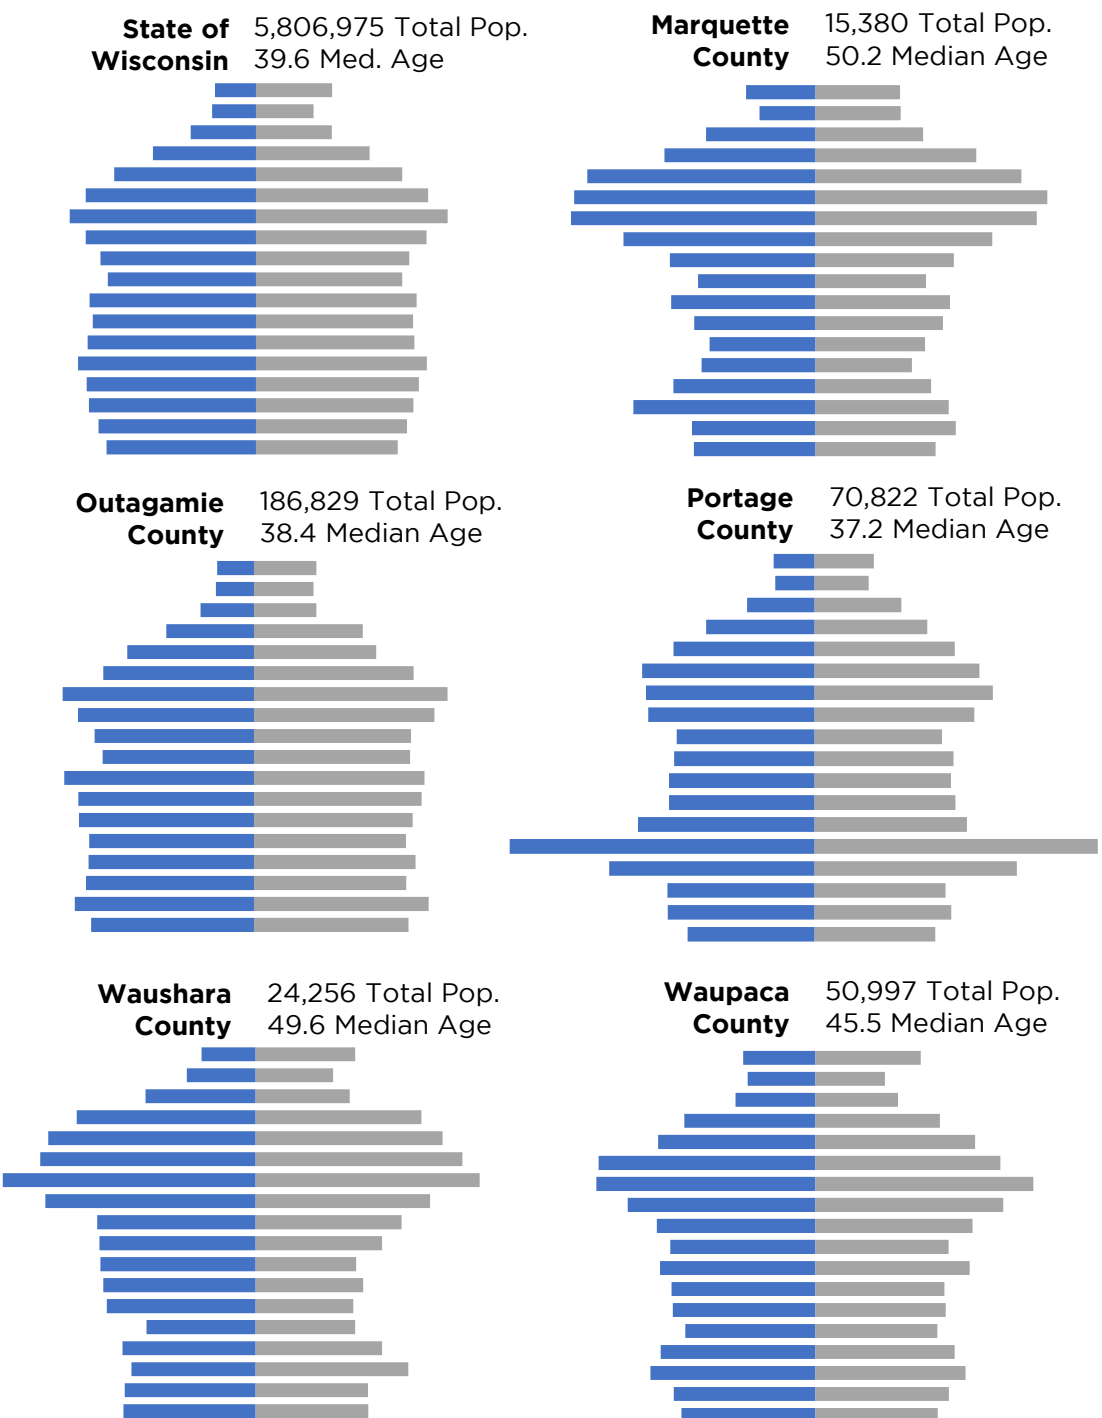 State of Wisconsin
5,806,975 Total Pop.
39.6 Med. Age
Marquette County
15,380 Total Pop.
50.2 Median Age
Outagamie County
186,829 Total Pop.
38.4 Median Age
Portage County
70,822 Total Pop.
37.2 Median Age
Waushara County
24,256 Total Pop.
49.6 Median Age
Waupaca County
50,997 Total Pop.
45.5 Median Age